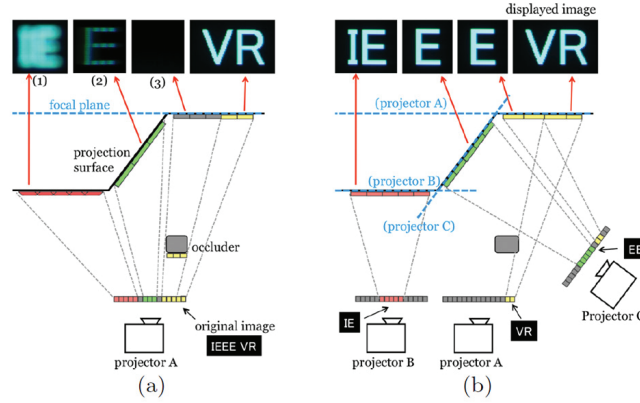 displayed image
IE
E
VR
IE
E
E
VR
(1)
(2)
(3)
focal plane
(projector A)
projection
surface
(projector B)
(projector C)
occluder
EE
original image
IEEE VR
IE
VR
Projector C
projector A
projector B
projector A
(a)
(b)